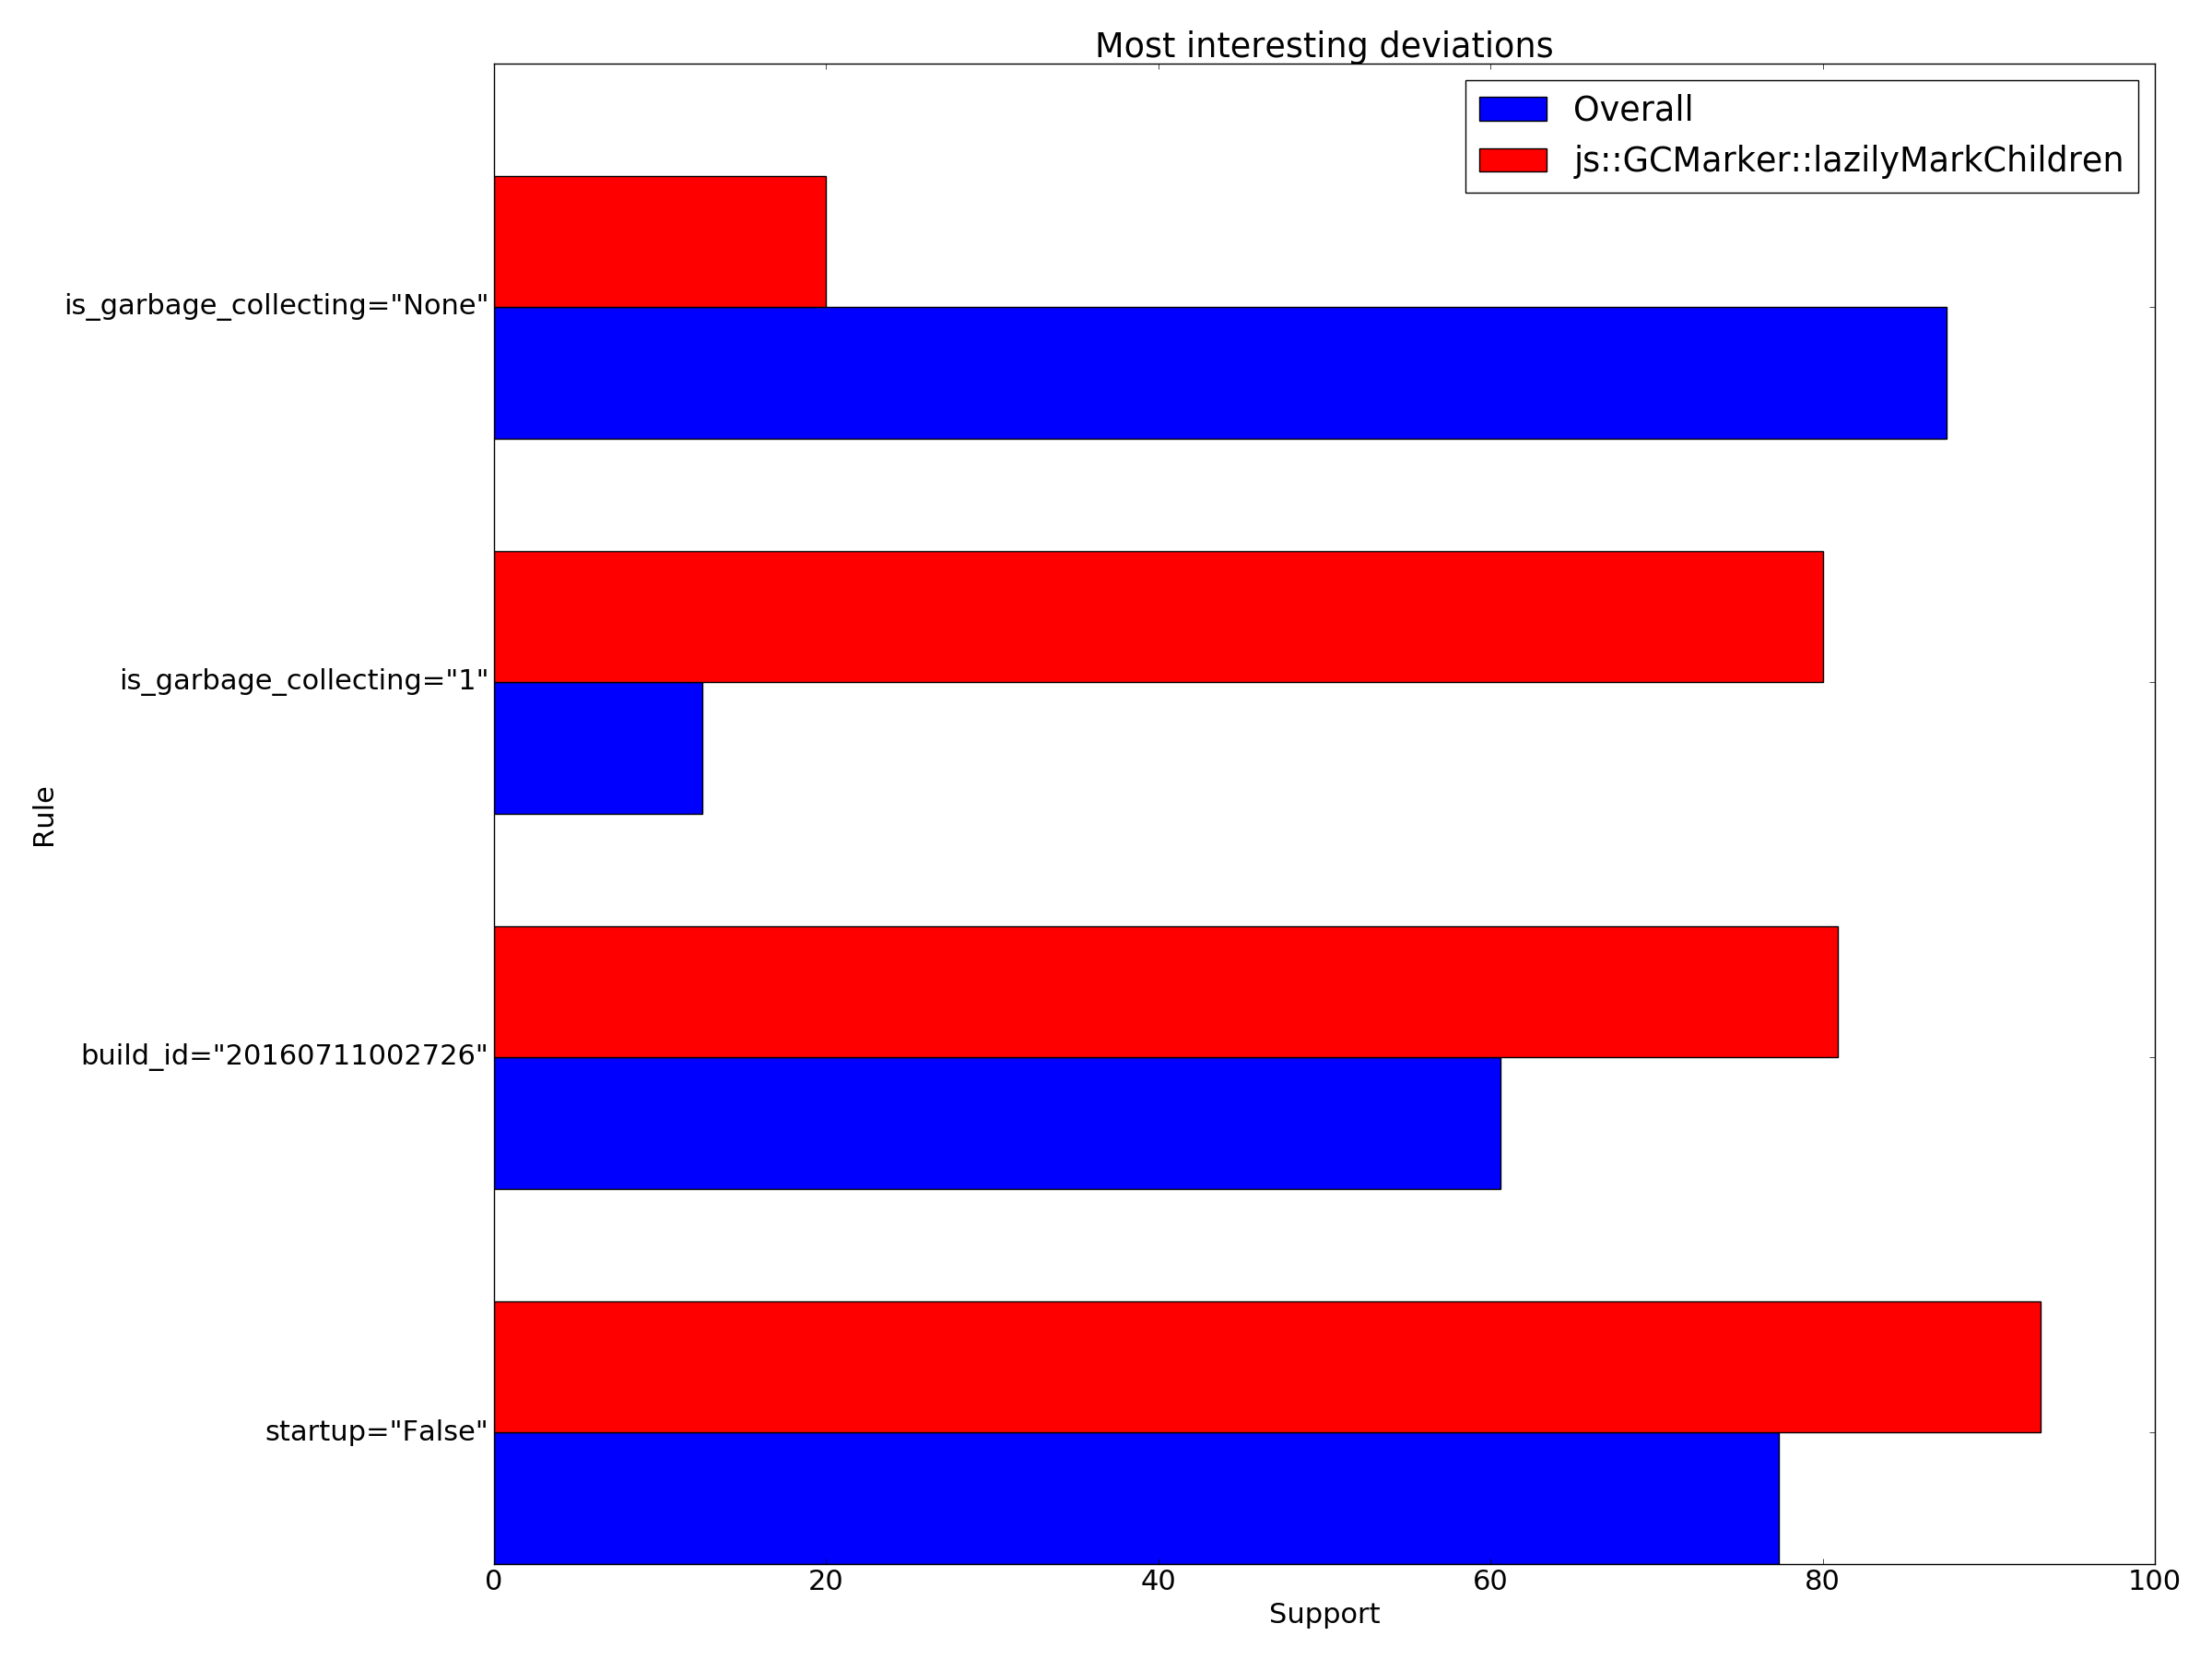 Most interesting deviations
Overall
js::GCMarker::lazilyMarkChildren
is_garbage_collecting="None"
is_garbage_collecting="1"
Rule
build_id="20160711002726"
startup="False"
0 20 40 60 80 100
Support